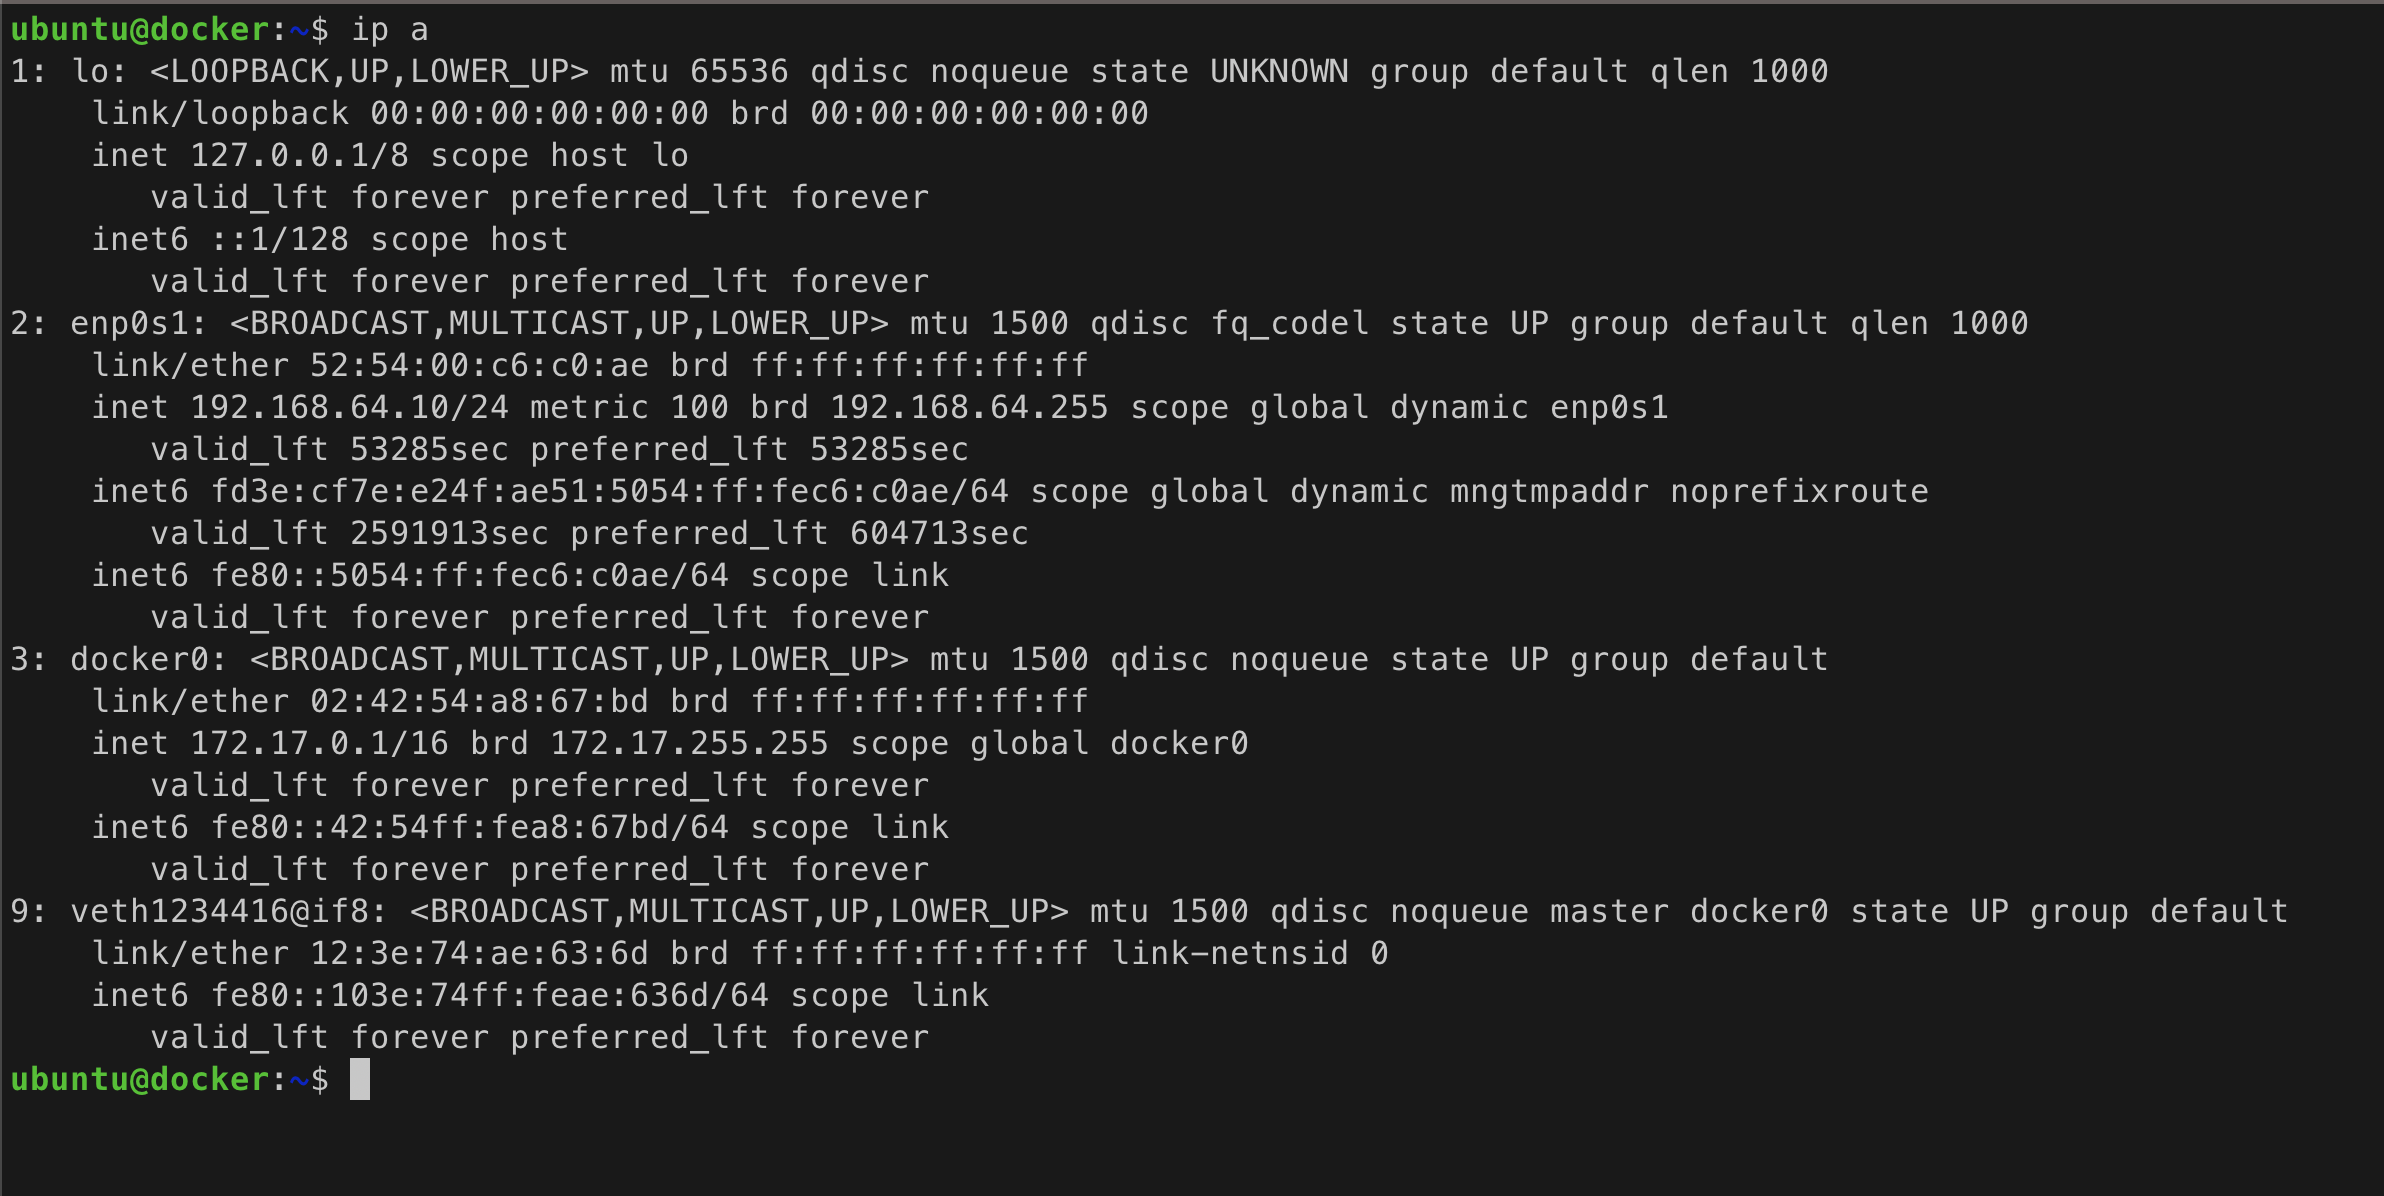 ubuntu@docker:~$ ip a
1: lo: <LOOPBACK,UP,LOWER_UP> mtu 65536 qdisc noqueue state UNKNOWN group default qlen 1000
    link/loopback 00:00:00:00:00:00 brd 00:00:00:00:00:00
    inet 127.0.0.1/8 scope host lo
       valid_lft forever preferred_lft forever
    inet6 ::1/128 scope host
       valid_lft forever preferred_lft forever
2: enp0s1: <BROADCAST,MULTICAST,UP,LOWER_UP> mtu 1500 qdisc fq_codel state UP group default qlen 1000
    link/ether 52:54:00:c6:c0:ae brd ff:ff:ff:ff:ff:ff
    inet 192.168.64.10/24 metric 100 brd 192.168.64.255 scope global dynamic enp0s1
       valid_lft 53285sec preferred_lft 53285sec
    inet6 fd3e:cf7e:e24f:ae51:5054:ff:fec6:c0ae/64 scope global dynamic mngtmpaddr noprefixroute
       valid_lft 2591913sec preferred_lft 604713sec
    inet6 fe80::5054:ff:fec6:c0ae/64 scope link
       valid_lft forever preferred_lft forever
3: docker0: <BROADCAST,MULTICAST,UP,LOWER_UP> mtu 1500 qdisc noqueue state UP group default
    link/ether 02:42:54:a8:67:bd brd ff:ff:ff:ff:ff:ff
    inet 172.17.0.1/16 brd 172.17.255.255 scope global docker0
       valid_lft forever preferred_lft forever
    inet6 fe80::42:54ff:fea8:67bd/64 scope link
       valid_lft forever preferred_lft forever
9: veth1234416@if8: <BROADCAST,MULTICAST,UP,LOWER_UP> mtu 1500 qdisc noqueue master docker0 state UP group default
    link/ether 12:3e:74:ae:63:6d brd ff:ff:ff:ff:ff:ff link-netnsid 0
    inet6 fe80::103e:74ff:feae:636d/64 scope link
       valid_lft forever preferred_lft forever
ubuntu@docker:~$